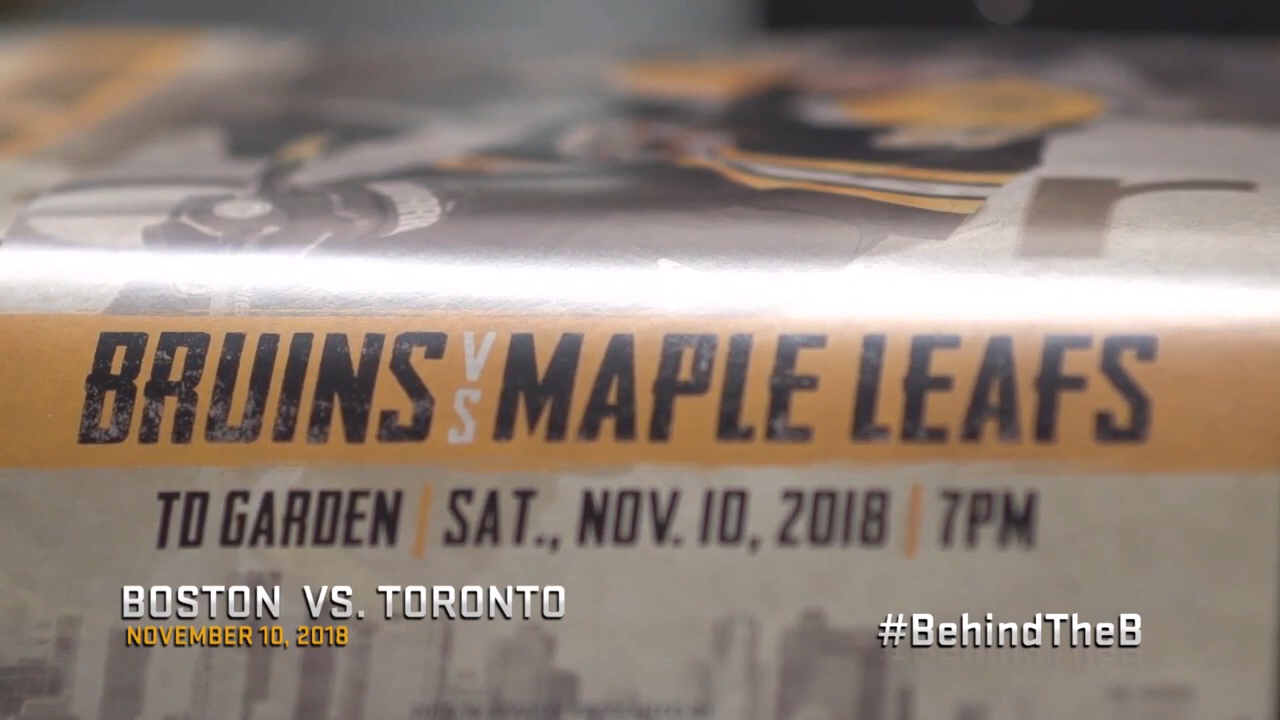 BRUINS VS MAPLE LEAFS
TD GARDEN | SAT., NOV. 10, 2018 | 7PM
BOSTON VS. TORONTO
NOVEMBER 10, 2018
#BehindTheB